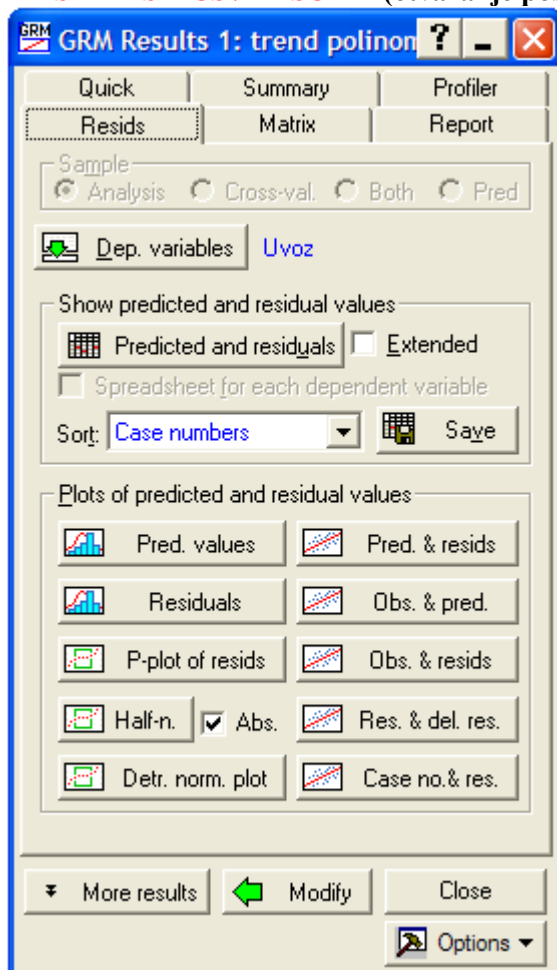 GRM GRM Results 1: trend polinom
Quick Summary Profiler
Resids Matrix Report
Sample
Analysis Cross-val. Both Pred
Dep. variables Uvoz
Show predicted and residual values
Predicted and residuals Extended
Spreadsheet for each dependent variable
Sort: Case numbers Save
Plots of predicted and residual values
Pred. values Pred. & resids
Residuals Obs. & pred.
P-plot of resids Obs. & resids
Half-n. Abs. Res. & del. res.
Detr. norm. plot Case no.& res.
More results Modify Close
Options